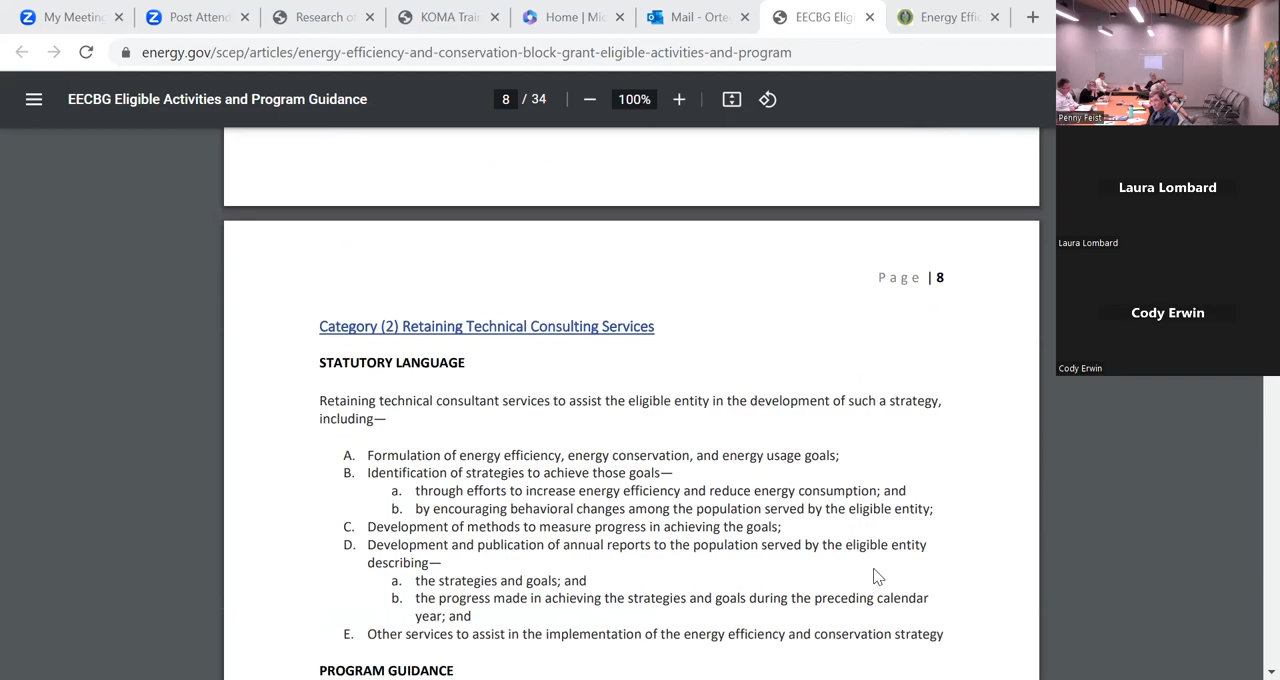 My Meeting
Post Attend
Research of
KOMA Trai
Home | Mic
Mail - Orte
EECBG Elig
Energy Effic
energy.gov/scep/articles/energy-efficiency-and-conservation-block-grant-eligible-activities-and-program
EECBG Eligible Activities and Program Guidance
8 / 34
100%
Page | 8
Category (2) Retaining Technical Consulting Services
STATUTORY LANGUAGE
Retaining technical consultant services to assist the eligible entity in the development of such a strategy,
including—
A. Formulation of energy efficiency, energy conservation, and energy usage goals;
B. Identification of strategies to achieve those goals—
a. through efforts to increase energy efficiency and reduce energy consumption; and
b. by encouraging behavioral changes among the population served by the eligible entity;
C. Development of methods to measure progress in achieving the goals;
D. Development and publication of annual reports to the population served by the eligible entity
describing—
a. the strategies and goals; and
b. the progress made in achieving the strategies and goals during the preceding calendar
year; and
E. Other services to assist in the implementation of the energy efficiency and conservation strategy
PROGRAM GUIDANCE
Penny Feist
Laura Lombard
Laura Lombard
Cody Erwin
Cody Erwin